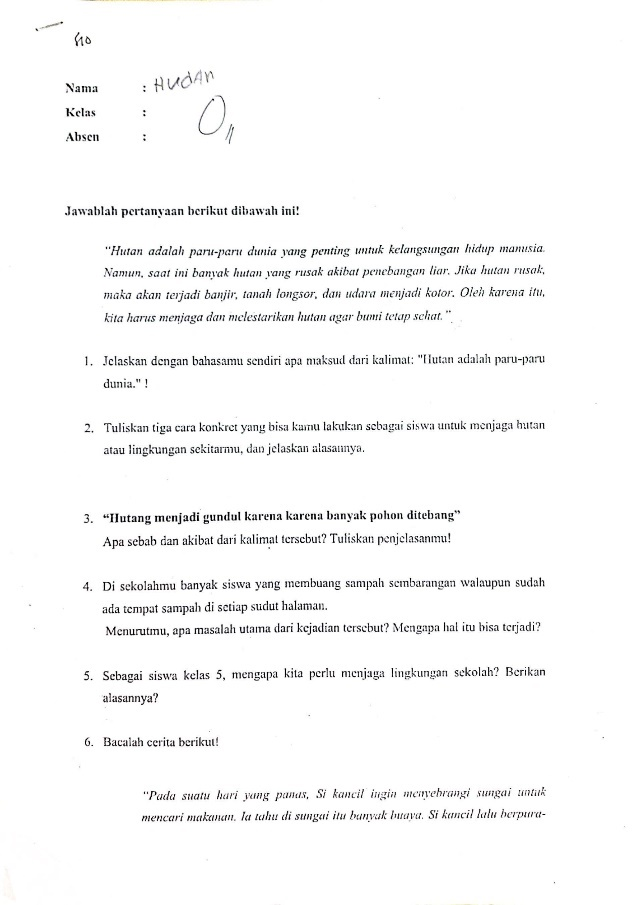 Nama : HUdAN
Kelas :
Absen :
Jawablah pertanyaan berikut dibawah ini!
"Hutan adalah paru-paru dunia yang penting untuk kelangsungan hidup manusia.
Namun, saat ini banyak hutan yang rusak akibat penebangan liar. Jika hutan rusak,
maka akan terjadi banjir, tanah longsor, dan udara menjadi kotor. Oleh karena itu,
kita harus menjaga dan melestarikan hutan agar bumi tetap sehat."
1. Jelaskan dengan bahasamu sendiri apa maksud dari kalimat: "Hutan adalah paru-paru
dunia." !
2. Tuliskan tiga cara konkret yang bisa kamu lakukan sebagai siswa untuk menjaga hutan
atau lingkungan sekitarmu, dan jelaskan alasannya.
3. "Hutang menjadi gundul karena karena banyak pohon ditebang"
Apa sebab dan akibat dari kalimat tersebut? Tuliskan penjelasanmu!
4. Di sekolahmu banyak siswa yang membuang sampah sembarangan walaupun sudah
ada tempat sampah di setiap sudut halaman.
Menurutmu, apa masalah utama dari kejadian tersebut? Mengapa hal itu bisa terjadi?
5. Sebagai siswa kelas 5, mengapa kita perlu menjaga lingkungan sekolah? Berikan
alasannya?
6. Bacalah cerita berikut!
"Pada suatu hari yang panas, Si kancil ingin menyebrangi sungai untuk
mencari makanan. Ia tahu di sungai itu banyak buaya. Si kancil lalu berpura-